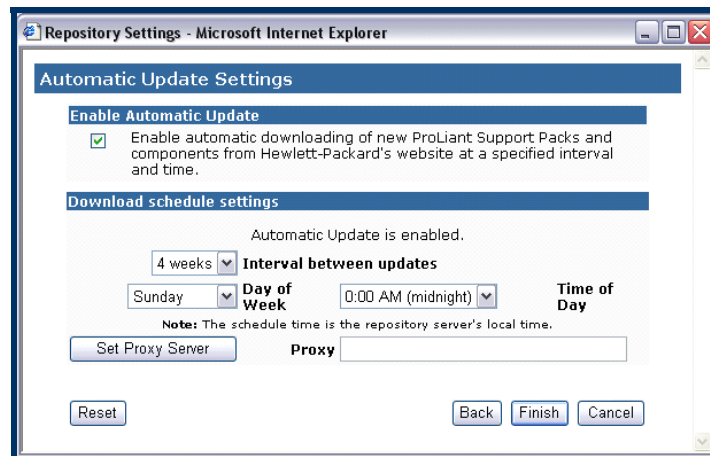 Repository Settings - Microsoft Internet Explorer
Automatic Update Settings
Enable Automatic Update
Enable automatic downloading of new ProLiant Support Packs and
components from Hewlett-Packard's website at a specified interval
and time.
Download schedule settings
Automatic Update is enabled.
4 weeks Interval between updates
Sunday Day of Week 0:00 AM (midnight) Time of Day
Note: The schedule time is the repository server's local time.
Set Proxy Server Proxy
Reset Back Finish Cancel